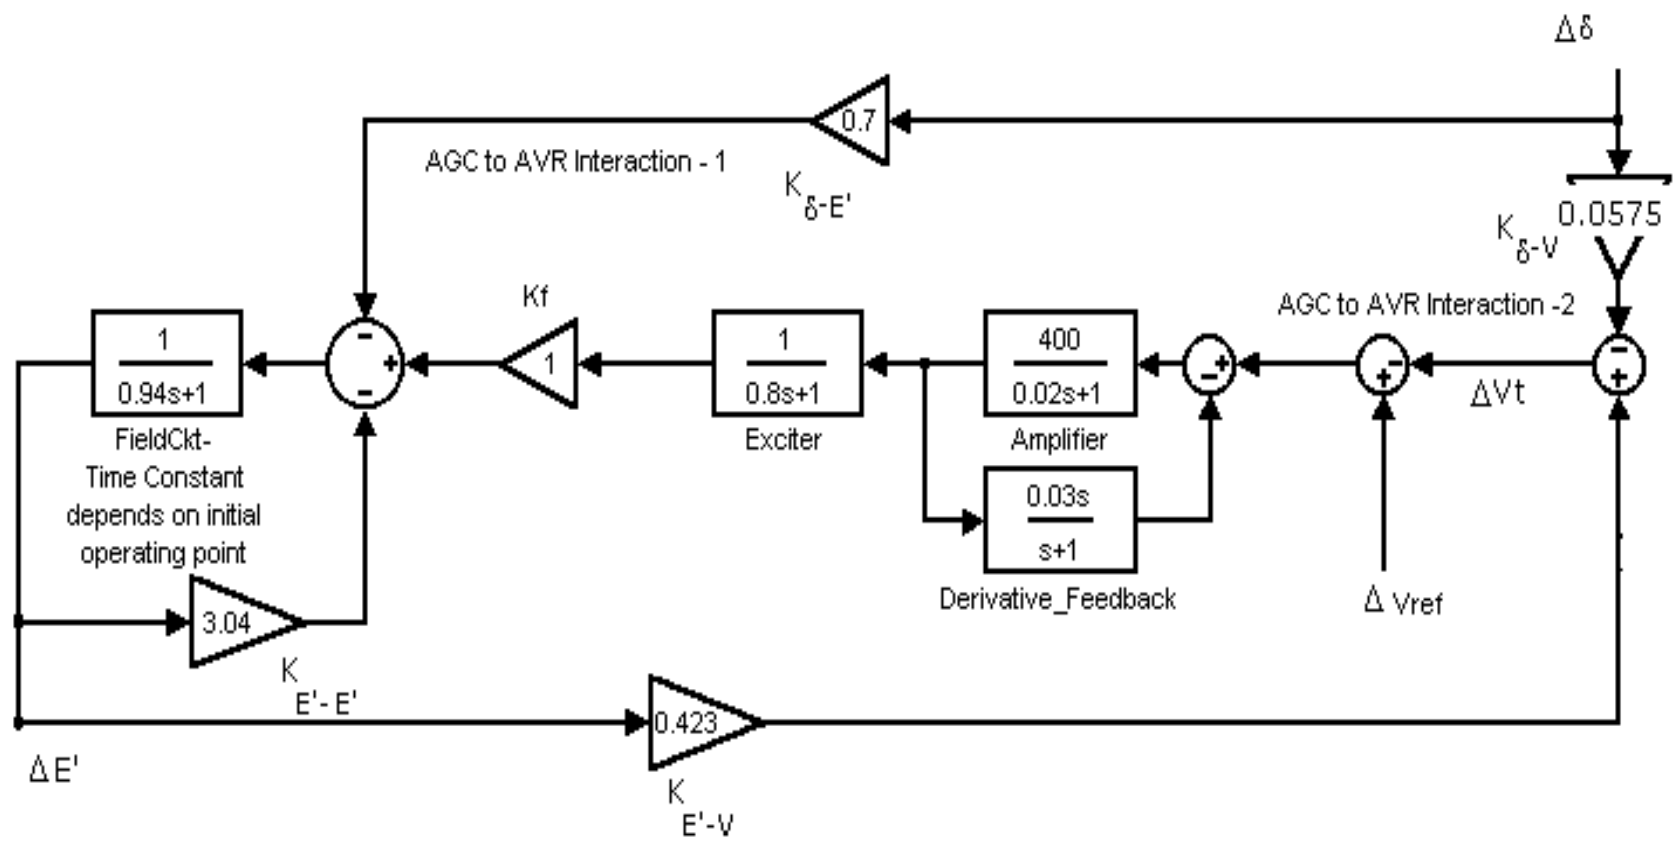 Δδ
0.7
AGC to AVR Interaction - 1
K δ-E'
0.0575
K δ-V
Kf
AGC to AVR Interaction -2
1
0.94s+1
-
+
-
1
1
0.8s+1
400
0.02s+1
+
-
-
+
-
+
ΔVt
FieldCkt-
Time Constant
depends on initial
operating point
Exciter
Amplifier
0.03s
s+1
Derivative_Feedback
Δ Vref
3.04
K E'-E'
0.423
ΔE'
K E'-V